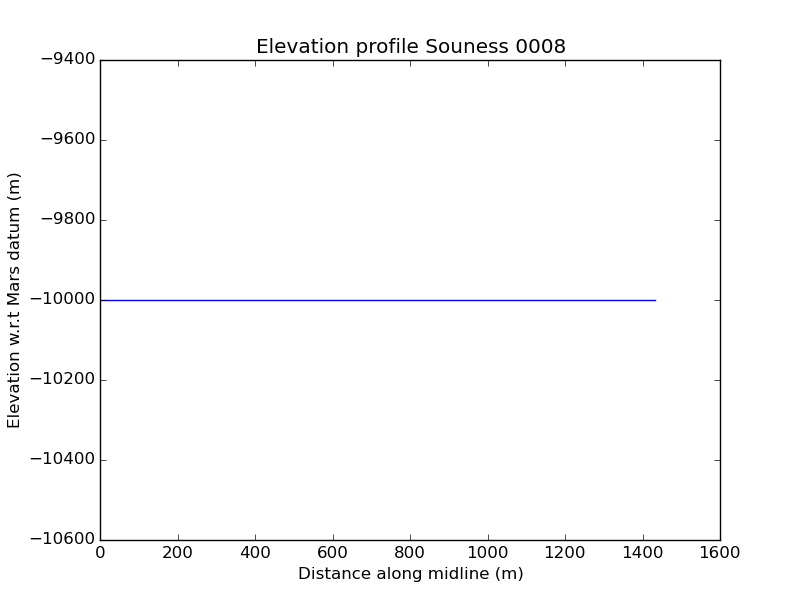 Elevation profile Souness 0008
−9400
−9600
−9800
−10000
−10200
−10400
−10600
Elevation w.r.t Mars datum (m)
0 200 400 600 800 1000 1200 1400 1600
Distance along midline (m)